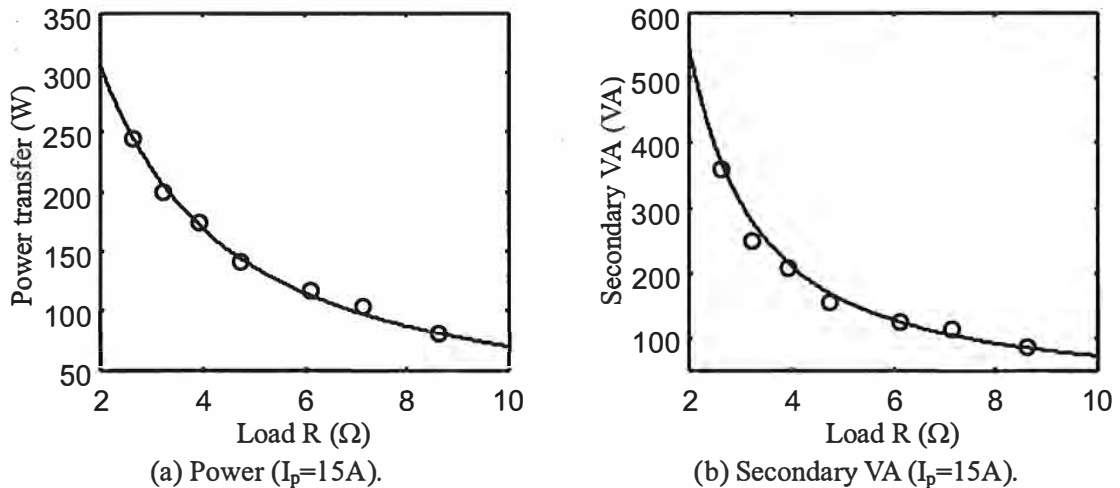 350
300
250
200
150
100
50
Power transfer (W)
2 4 6 8 10
Load R (Ω)
(a) Power (Iₚ=15A).
600
500
400
300
200
100
Secondary VA (VA)
2 4 6 8 10
Load R (Ω)
(b) Secondary VA (Iₚ=15A).